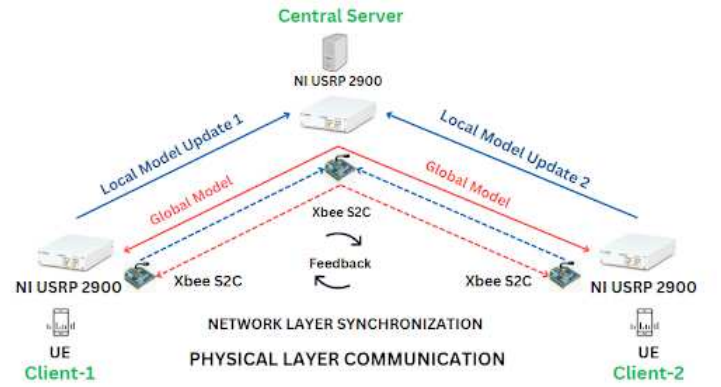 Central Server
NI USRP 2900
Local Model Update 1
Local Model Update 2
Global Model
Global Model
Xbee S2C
Feedback
NI USRP 2900
Xbee S2C
Xbee S2C
NI USRP 2900
NETWORK LAYER SYNCHRONIZATION
UE
UE
PHYSICAL LAYER COMMUNICATION
Client-1
Client-2